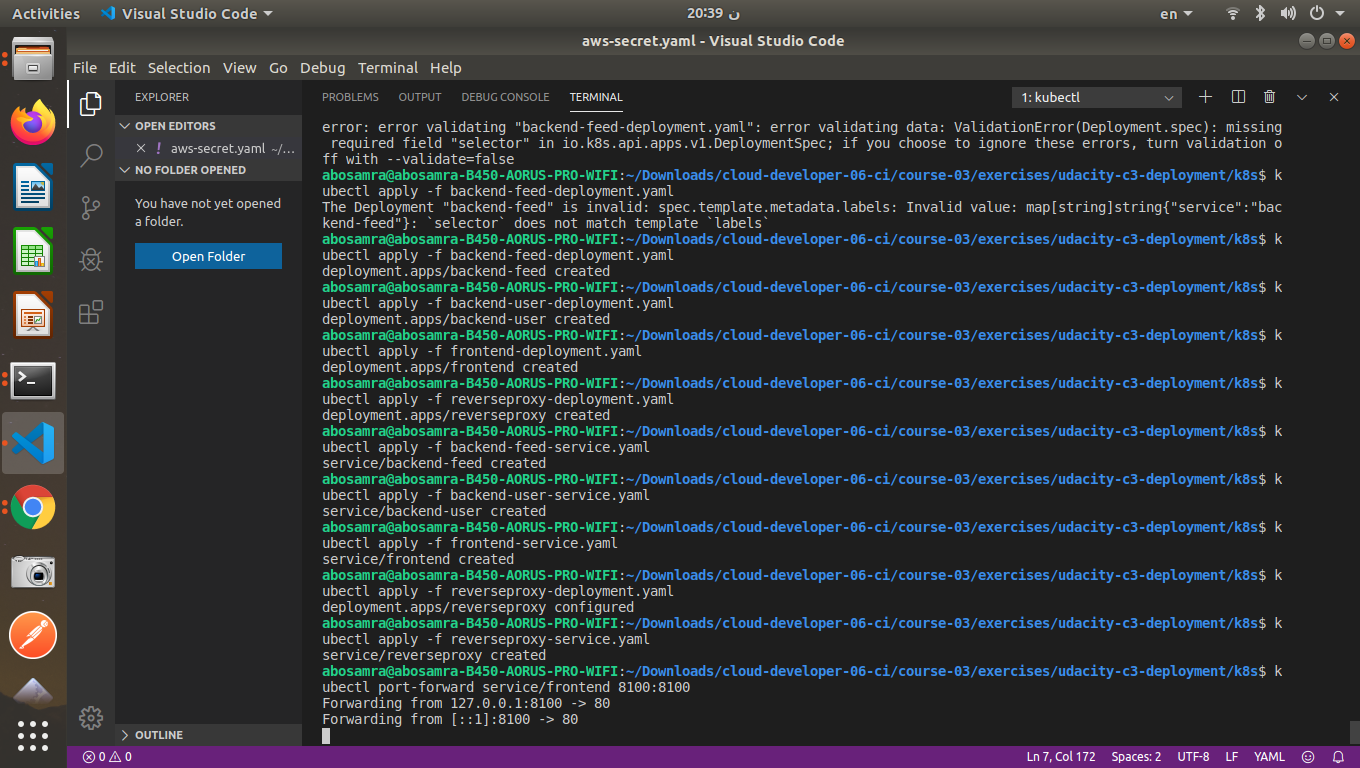 Activities
Visual Studio Code
20:39 ن
en
aws-secret.yaml - Visual Studio Code
File Edit Selection View Go Debug Terminal Help
EXPLORER
OPEN EDITORS
! aws-secret.yaml ~/...
NO FOLDER OPENED
You have not yet opened
a folder.
Open Folder
OUTLINE
PROBLEMS OUTPUT DEBUG CONSOLE TERMINAL
1: kubectl
error: error validating "backend-feed-deployment.yaml": error validating data: ValidationError(Deployment.spec): missing
required field "selector" in io.k8s.api.apps.v1.DeploymentSpec; if you choose to ignore these errors, turn validation o
ff with --validate=false
abosamra@abosamra-B450-AORUS-PRO-WIFI:~/Downloads/cloud-developer-06-ci/course-03/exercises/udacity-c3-deployment/k8s$ k
ubectl apply -f backend-feed-deployment.yaml
The Deployment "backend-feed" is invalid: spec.template.metadata.labels: Invalid value: map[string]string{"service":"bac
kend-feed"}: `selector` does not match template `labels`
abosamra@abosamra-B450-AORUS-PRO-WIFI:~/Downloads/cloud-developer-06-ci/course-03/exercises/udacity-c3-deployment/k8s$ k
ubectl apply -f backend-feed-deployment.yaml
deployment.apps/backend-feed created
abosamra@abosamra-B450-AORUS-PRO-WIFI:~/Downloads/cloud-developer-06-ci/course-03/exercises/udacity-c3-deployment/k8s$ k
ubectl apply -f backend-user-deployment.yaml
deployment.apps/backend-user created
abosamra@abosamra-B450-AORUS-PRO-WIFI:~/Downloads/cloud-developer-06-ci/course-03/exercises/udacity-c3-deployment/k8s$ k
ubectl apply -f frontend-deployment.yaml
deployment.apps/frontend created
abosamra@abosamra-B450-AORUS-PRO-WIFI:~/Downloads/cloud-developer-06-ci/course-03/exercises/udacity-c3-deployment/k8s$ k
ubectl apply -f reverseproxy-deployment.yaml
deployment.apps/reverseproxy created
abosamra@abosamra-B450-AORUS-PRO-WIFI:~/Downloads/cloud-developer-06-ci/course-03/exercises/udacity-c3-deployment/k8s$ k
ubectl apply -f backend-feed-service.yaml
service/backend-feed created
abosamra@abosamra-B450-AORUS-PRO-WIFI:~/Downloads/cloud-developer-06-ci/course-03/exercises/udacity-c3-deployment/k8s$ k
ubectl apply -f backend-user-service.yaml
service/backend-user created
abosamra@abosamra-B450-AORUS-PRO-WIFI:~/Downloads/cloud-developer-06-ci/course-03/exercises/udacity-c3-deployment/k8s$ k
ubectl apply -f frontend-service.yaml
service/frontend created
abosamra@abosamra-B450-AORUS-PRO-WIFI:~/Downloads/cloud-developer-06-ci/course-03/exercises/udacity-c3-deployment/k8s$ k
ubectl apply -f reverseproxy-deployment.yaml
deployment.apps/reverseproxy configured
abosamra@abosamra-B450-AORUS-PRO-WIFI:~/Downloads/cloud-developer-06-ci/course-03/exercises/udacity-c3-deployment/k8s$ k
ubectl apply -f reverseproxy-service.yaml
service/reverseproxy created
abosamra@abosamra-B450-AORUS-PRO-WIFI:~/Downloads/cloud-developer-06-ci/course-03/exercises/udacity-c3-deployment/k8s$ k
ubectl port-forward service/frontend 8100:8100
Forwarding from 127.0.0.1:8100 -> 80
Forwarding from [::1]:8100 -> 80
0 0
Ln 7, Col 172 Spaces: 2 UTF-8 LF YAML